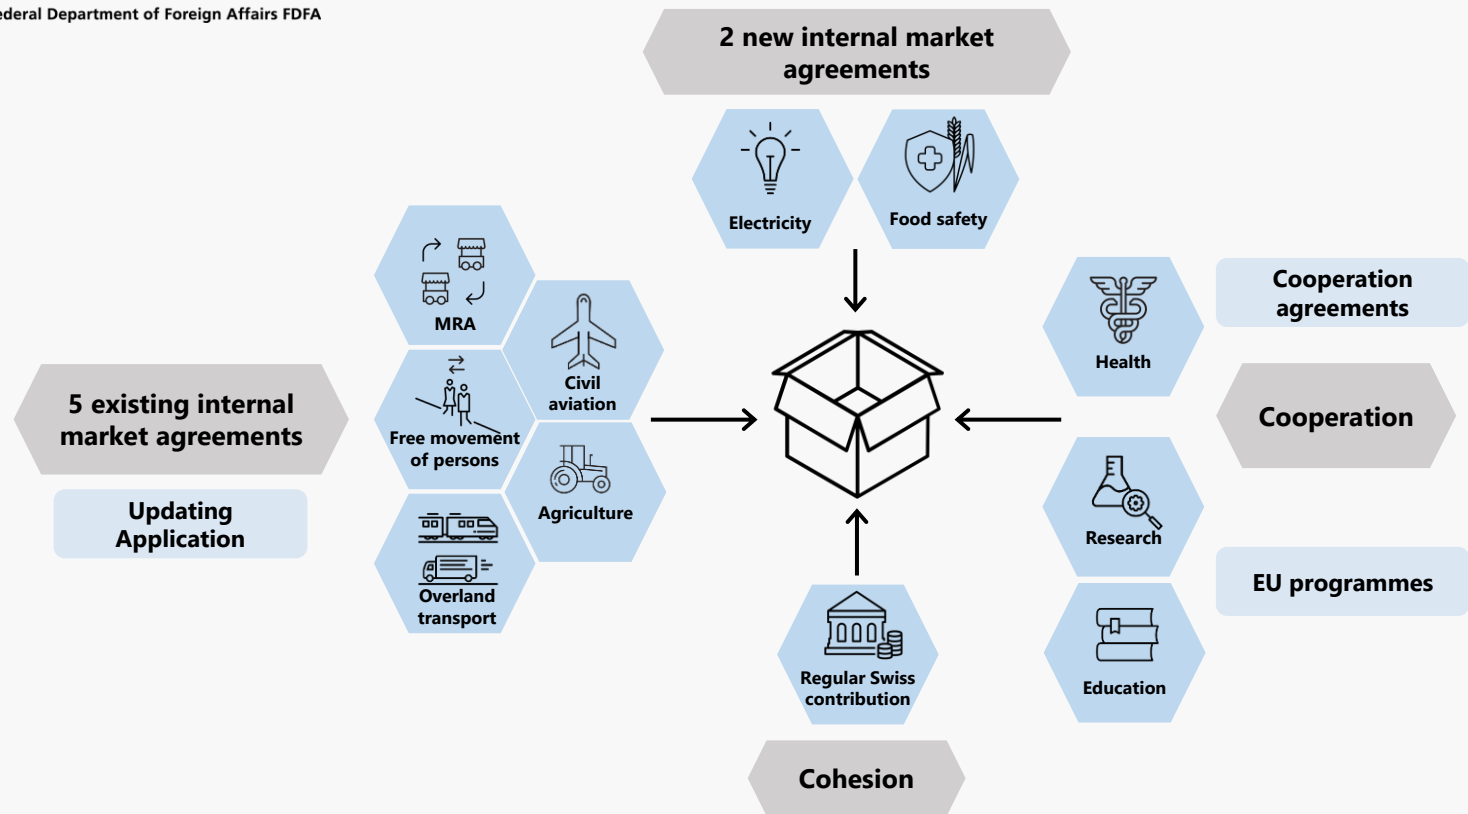 Federal Department of Foreign Affairs FDFA
2 new internal market
agreements
Electricity
Food safety
MRA
Civil
aviation
Free movement
of persons
Agriculture
Overland
transport
5 existing internal
market agreements
Updating
Application
Health
Cooperation
agreements
Cooperation
Research
EU programmes
Education
Regular Swiss
contribution
Cohesion